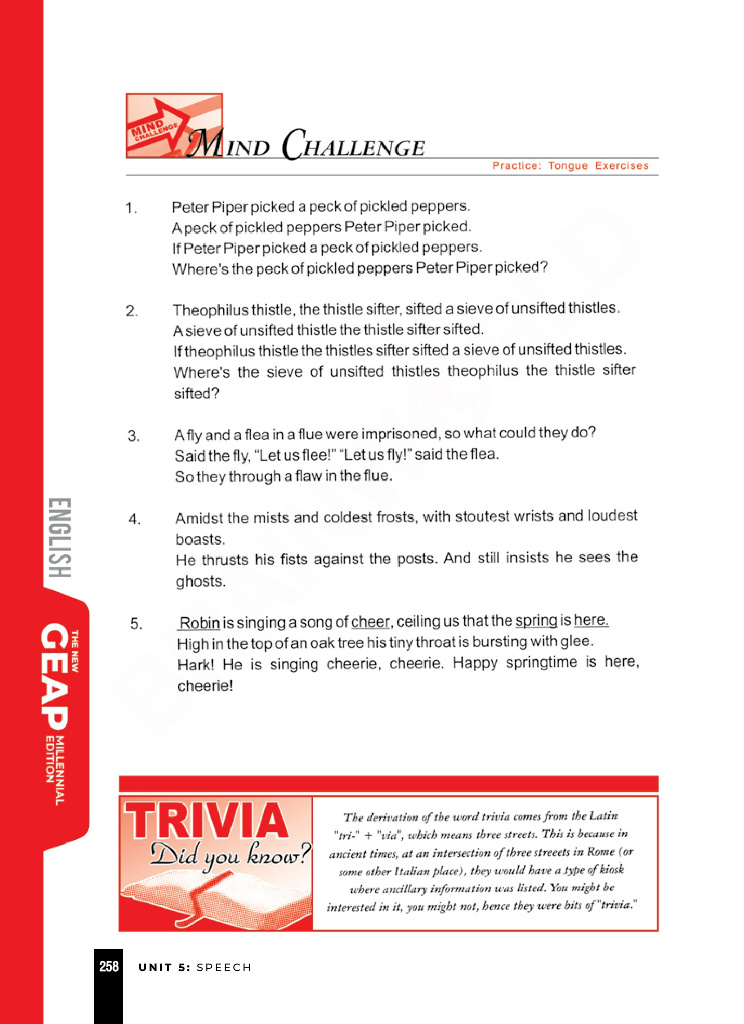 MIND
CHALLENGE
MIND CHALLENGE
Practice: Tongue Exercises
1. Peter Piper picked a peck of pickled peppers.
A peck of pickled peppers Peter Piper picked.
If Peter Piper picked a peck of pickled peppers.
Where's the peck of pickled peppers Peter Piper picked?
2. Theophilus thistle, the thistle sifter, sifted a sieve of unsifted thistles.
A sieve of unsifted thistle the thistle sifter sifted.
If theophilus thistle the thistles sifter sifted a sieve of unsifted thistles.
Where's the sieve of unsifted thistles theophilus the thistle sifter
sifted?
3. A fly and a flea in a flue were imprisoned, so what could they do?
Said the fly, “Let us flee!” “Let us fly!” said the flea.
So they through a flaw in the flue.
4. Amidst the mists and coldest frosts, with stoutest wrists and loudest
boasts.
He thrusts his fists against the posts. And still insists he sees the
ghosts.
5. Robin is singing a song of cheer, ceiling us that the spring is here.
High in the top of an oak tree his tiny throat is bursting with glee.
Hark! He is singing cheerie, cheerie. Happy springtime is here,
cheerie!
ENGLISH
THE NEW
GEAP
MILLENNIAL
EDITION
TRIVIA
Did you know?
The derivation of the word trivia comes from the Latin
"tri-" + "via", which means three streets. This is because in
ancient times, at an intersection of three streeets in Rome (or
some other Italian place), they would have a type of kiosk
where ancillary information was listed. You might be
interested in it, you might not, hence they were bits of "trivia."
258 UNIT 5: SPEECH